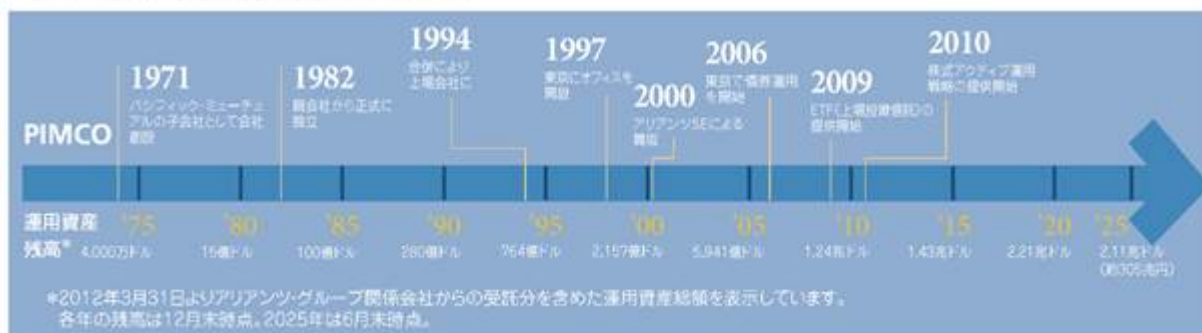 1971
パシフィック・ミューチュ
アルの子会社として会社
創設
1982
親会社から正式に
独立
1994
合併により
上場会社に
1997
東京にオフィスを
開設
2000
アリアンツSEによる
買収
2006
東京で債券運用
を開始
2009
ETF(上場投資信託)の
提供開始
2010
株式アクティブ運用
戦略の提供開始
PIMCO
運用資産
残高*
'75
'80
'85
'90
'95
'00
'05
'10
'15
'20
'25
4,000万ドル
15億ドル
100億ドル
280億ドル
764億ドル
2,157億ドル
5,941億ドル
1.24兆ドル
1.43兆ドル
2.21兆ドル
2.11兆ドル
(約305兆円)
*2012年3月31日よりアリアンツ・グループ関係会社からの受託分を含めた運用資産総額を表示しています。
各年の残高は12月末時点。2025年は6月末時点。